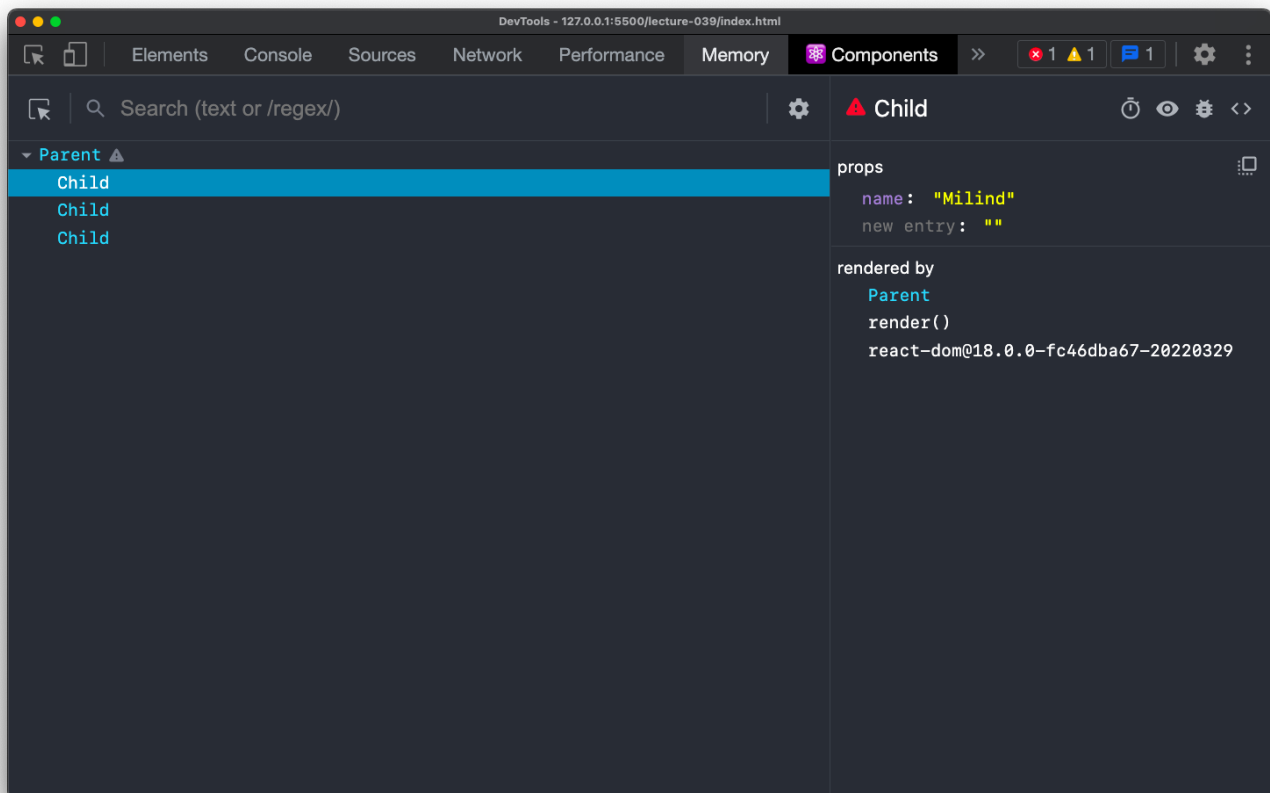 DevTools - 127.0.0.1:5500/lecture-039/index.html
Elements Console Sources Network Performance Memory Components » 1 1 1
Search (text or /regex/)
Parent
Child
Child
Child
Child
props
name: "Milind"
new entry: ""
rendered by
Parent
render()
react-dom@18.0.0-fc46dba67-20220329